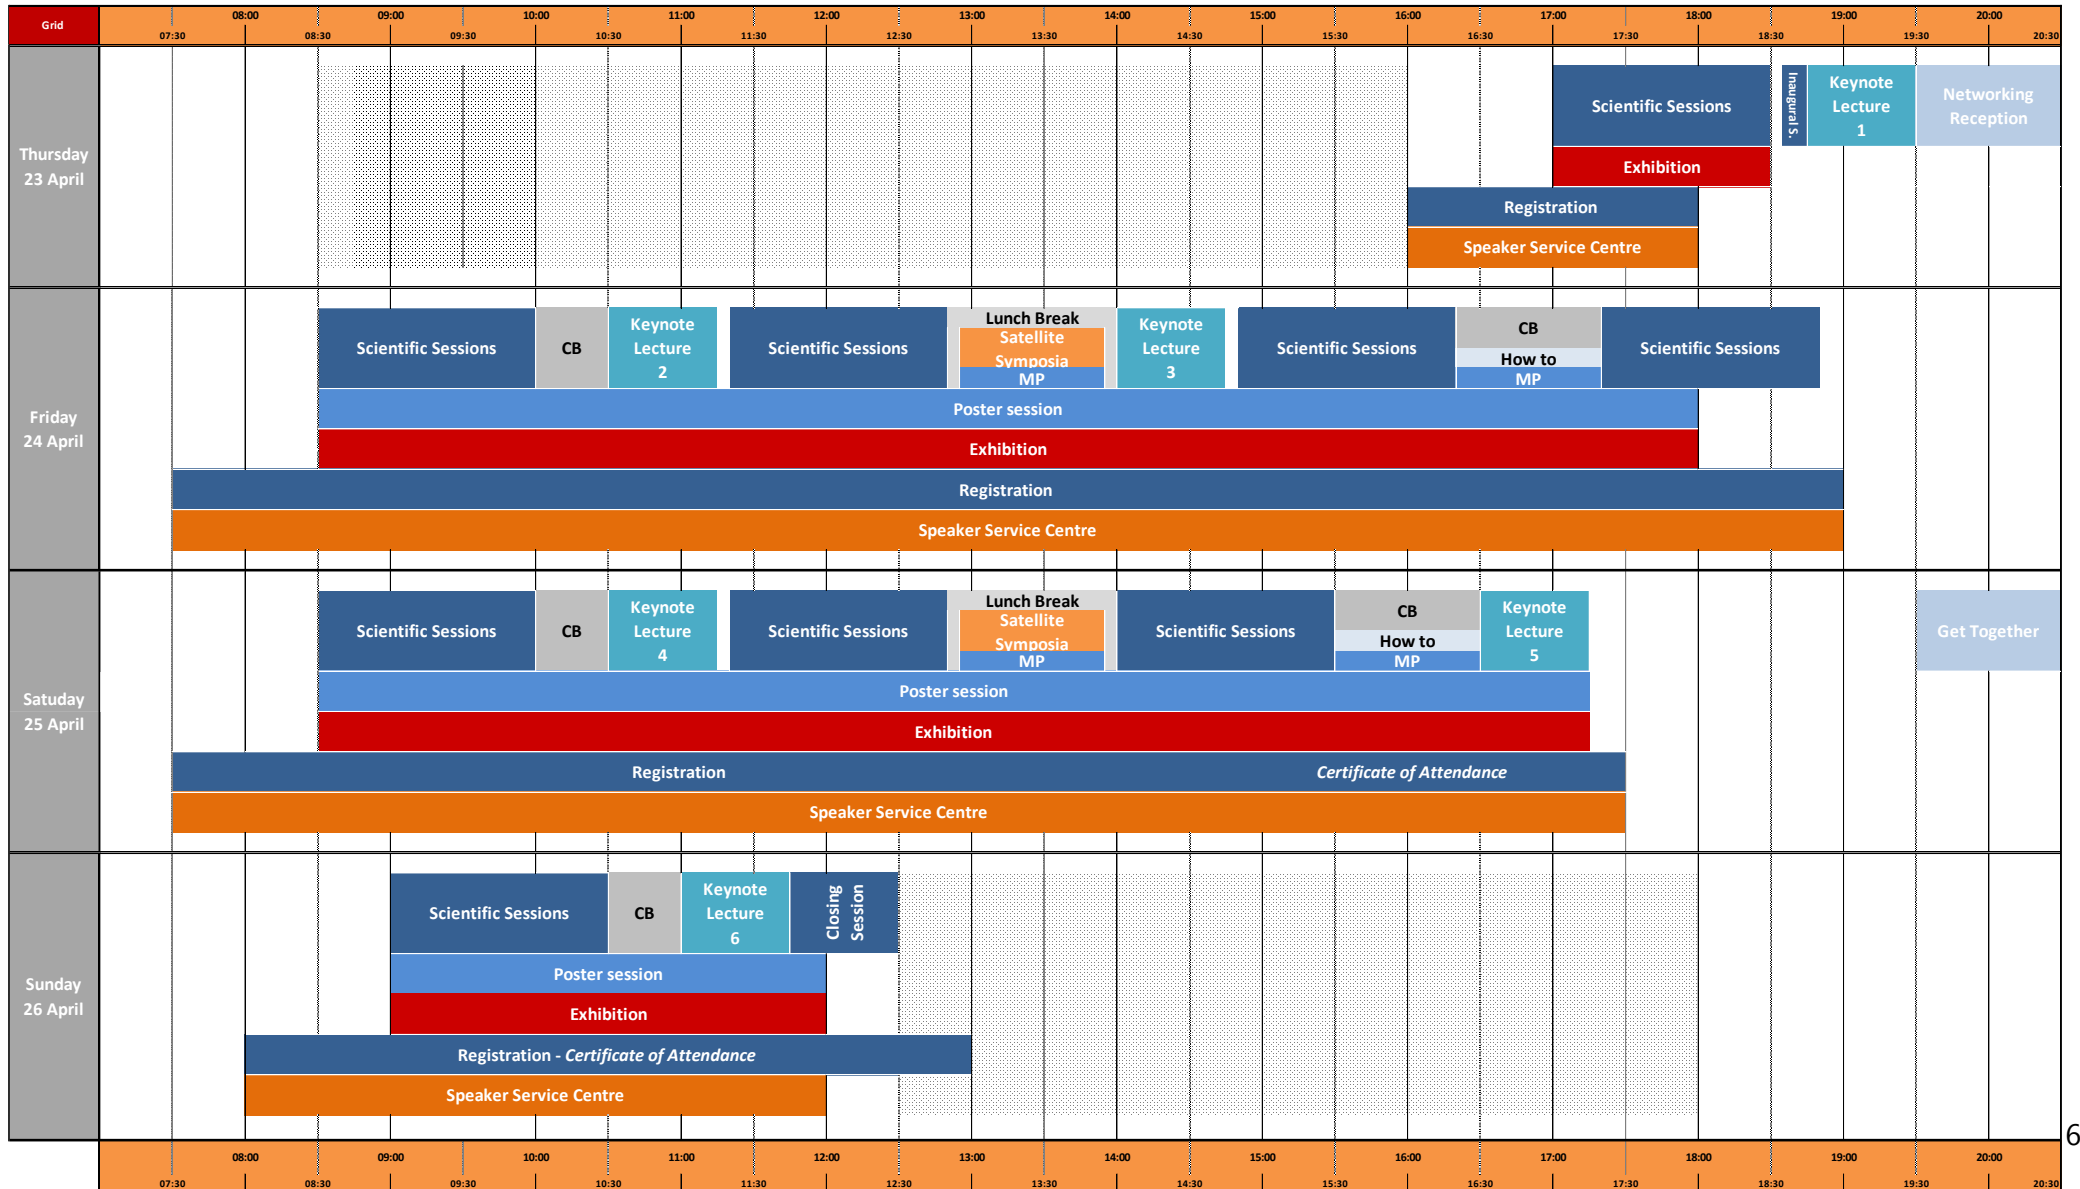 Grid
08:00 09:00 10:00 11:00 12:00 13:00 14:00 15:00 16:00 17:00 18:00 19:00 20:00
07:30 08:30 09:30 10:30 11:30 12:30 13:30 14:30 15:30 16:30 17:30 18:30 19:30 20:30
Thursday
23 April
Scientific Sessions
Inaugural S.
Keynote
Lecture
1
Networking
Reception
Exhibition
Registration
Speaker Service Centre
Friday
24 April
Scientific Sessions
CB
Keynote
Lecture
2
Scientific Sessions
Lunch Break
Satellite
Symposia
MP
Keynote
Lecture
3
Scientific Sessions
CB
How to
MP
Scientific Sessions
Poster session
Exhibition
Registration
Speaker Service Centre
Satuday
25 April
Scientific Sessions
CB
Keynote
Lecture
4
Scientific Sessions
Lunch Break
Satellite
Symposia
MP
Scientific Sessions
CB
How to
MP
Keynote
Lecture
5
Get Together
Poster session
Exhibition
Registration Certificate of Attendance
Speaker Service Centre
Sunday
26 April
Scientific Sessions
CB
Keynote
Lecture
6
Closing
Session
Poster session
Exhibition
Registration - Certificate of Attendance
Speaker Service Centre
6
08:00 09:00 10:00 11:00 12:00 13:00 14:00 15:00 16:00 17:00 18:00 19:00 20:00
07:30 08:30 09:30 10:30 11:30 12:30 13:30 14:30 15:30 16:30 17:30 18:30 19:30 20:30